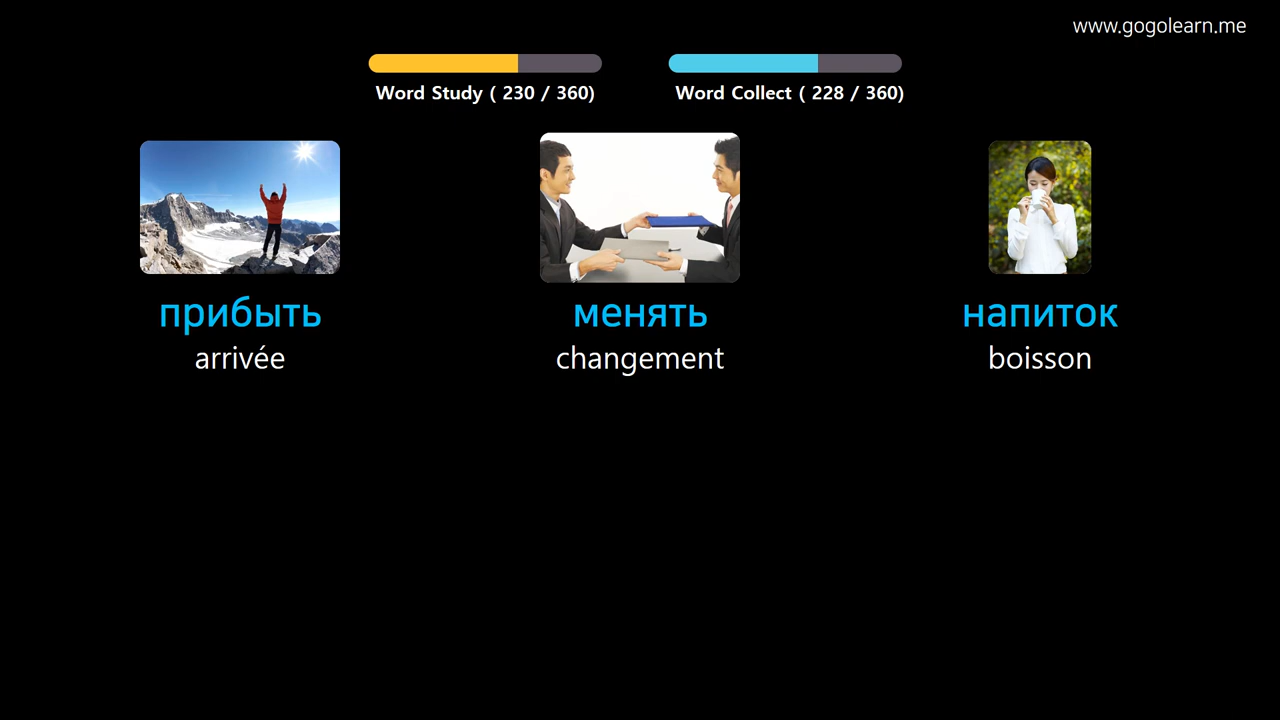 www.gogolearn.me
Word Study ( 230 / 360)
Word Collect ( 228 / 360)
прибыть
менять
напиток
arrivée
changement
boisson